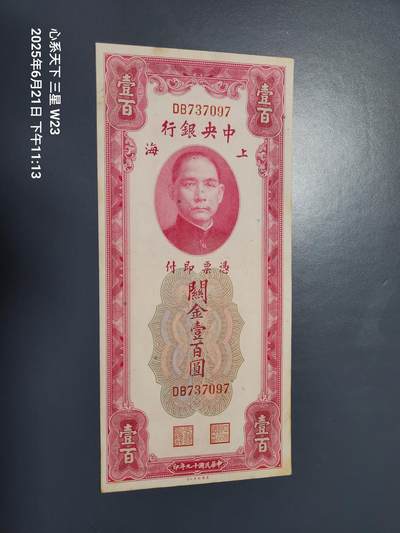 心系天下 三星 W23
2025年6月21日 下午11:13
壹百
壹百
DB737097
行銀央中
海 上
付即票憑
關金壹百圓
DB737097
壹百
壹百
印年九十國民華中